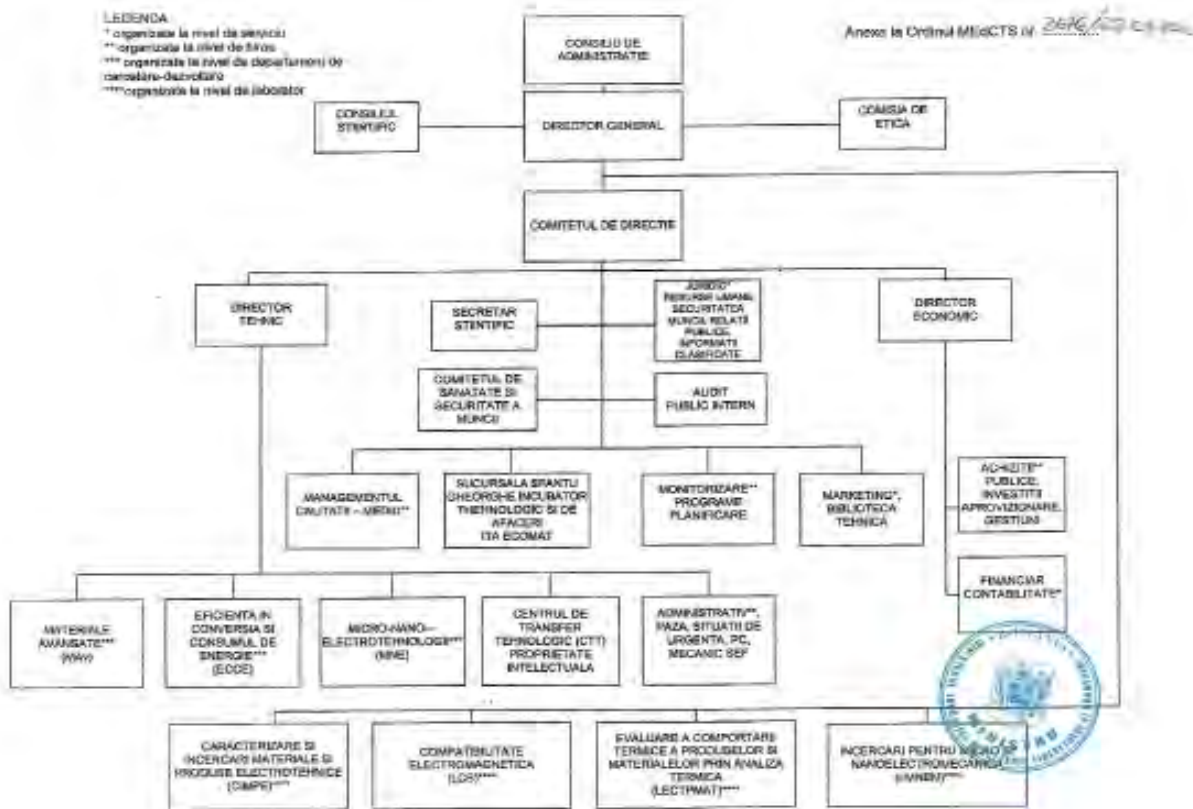 LEGENDA
* organizate la nivel de serviciu
** organizate la nivel de birou
*** organizate la nivel de departament de
cercetare-dezvoltare
****organizate la nivel de laborator
Anexa la Ordinul MEdCTS nr.
CONSILIU DE
ADMINISTRATIE
CONSILIUL
STIINTIFIC
DIRECTOR GENERAL
COMISIA DE
ETICA
COMITETUL DE DIRECTIE
DIRECTOR
TEHNIC
SECRETAR
STIINTIFIC
JURIDIC*
RESURSE UMANE,
SECURITATEA
MUNCII, RELATII
PUBLICE,
INFORMATII
CLASIFICATE
DIRECTOR
ECONOMIC
COMITETUL DE
SANATATE SI
SECURITATE A
MUNCII
AUDIT
PUBLIC INTERN
MANAGEMENTUL
CALITATII – MEDIU**
SUCURSALA SFANTU
GHEORGHE INCUBATOR
THEHNOLOGIC SI DE
AFACERI
ITA ECOMAT
MONITORIZARE**
PROGRAME
PLANIFICARE
MARKETING*,
BIBLIOTECA
TEHNICA
ACHIZITII**
PUBLICE,
INVESTITII
APROVIZIONARE,
GESTIUNI
FINANCIAR
CONTABILITATE*
MATERIALE
AVANSATE***
(MAV)
EFICIENTA IN
CONVERSIA SI
CONSUMUL DE
ENERGIE***
(ECCE)
MICRO-NANO—
ELECTROTEHNOLOGII***
(MNE)
CENTRUL DE
TRANSFER
TEHNOLOGIC (CTT)
PROPRIETATE
INTELECTUALA
ADMINISTRATIV**,
PAZA, SITUATII DE
URGENTA, PC,
MECANIC SEF
CARACTERIZARE SI
INCERCARI MATERIALE SI
PRODUSE ELECTROTEHNICE
(CIMPE)****
COMPATIBILITATE
ELECTROMAGNETICA
****
EVALUARE A COMPORTARII
TERMICE A PRODUSELOR SI
MATERIALELOR PRIN ANALIZA
TERMICA
(LECTPMAT)****
INCERCARI PENTRU MICRO SI
NANOELECTROMECANICA
****
MINISTRU